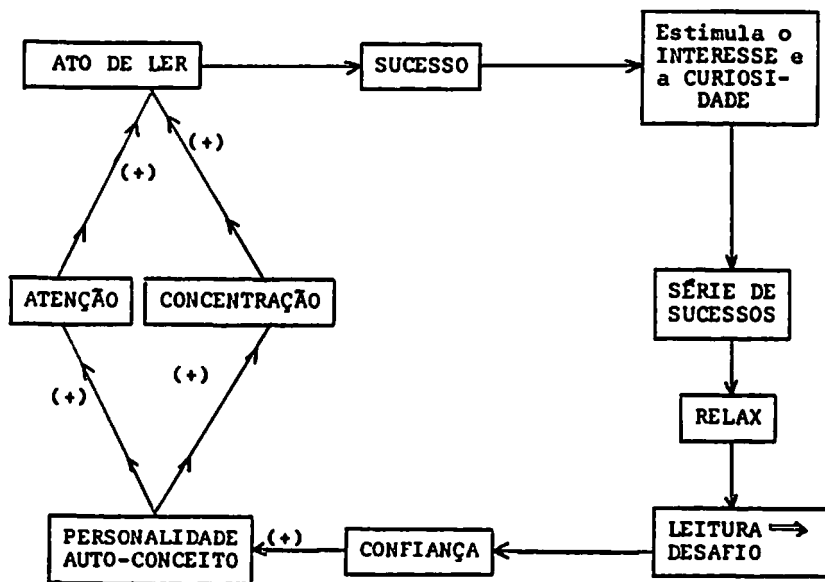 ATO DE LER
SUCESSO
Estimula o
INTERESSE e
a CURIOSI-
DADE
(+)
(+)
ATENÇÃO
CONCENTRAÇÃO
SÉRIE DE
SUCESSOS
(+)
(+)
RELAX
PERSONALIDADE
AUTO-CONCEITO
(+)
CONFIANÇA
LEITURA ⟹
DESAFIO